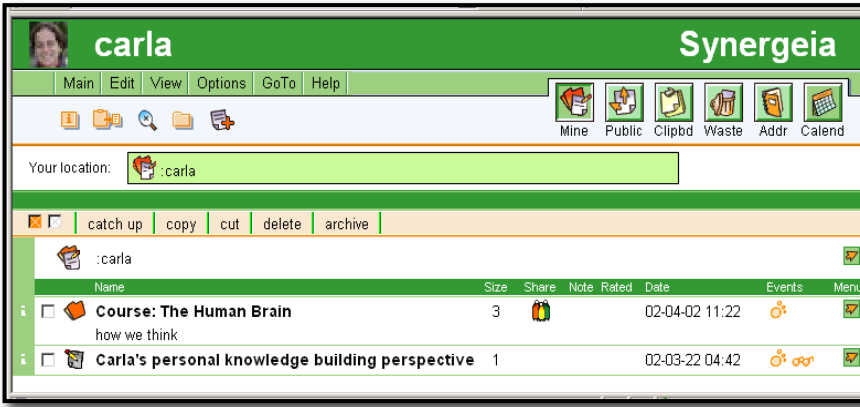 carla Synergeia
Main Edit View Options GoTo Help
Mine Public Clipbd Waste Addr Calend
Your location: :carla
catch up copy cut delete archive
:carla
Name Size Share Note Rated Date Events Menu
i Course: The Human Brain 3 02-04-02 11:22
how we think
i Carla's personal knowledge building perspective 1 02-03-22 04:42